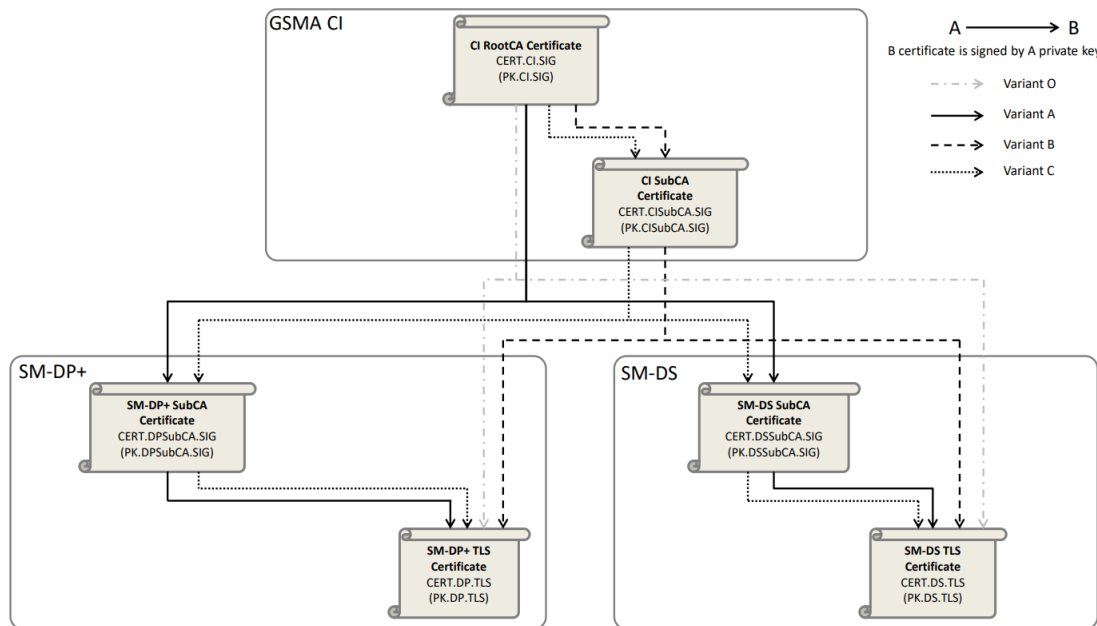 GSMA CI
CI RootCA Certificate
CERT.CI.SIG
(PK.CI.SIG)
A B
B certificate is signed by A private key
Variant O
Variant A
Variant B
Variant C
CI SubCA
Certificate
CERT.CISubCA.SIG
(PK.CISubCA.SIG)
SM-DP+
SM-DP+ SubCA
Certificate
CERT.DPSubCA.SIG
(PK.DPSubCA.SIG)
SM-DP+ TLS
Certificate
CERT.DP.TLS
(PK.DP.TLS)
SM-DS
SM-DS SubCA
Certificate
CERT.DSSubCA.SIG
(PK.DSSubCA.SIG)
SM-DS TLS
Certificate
CERT.DS.TLS
(PK.DS.TLS)